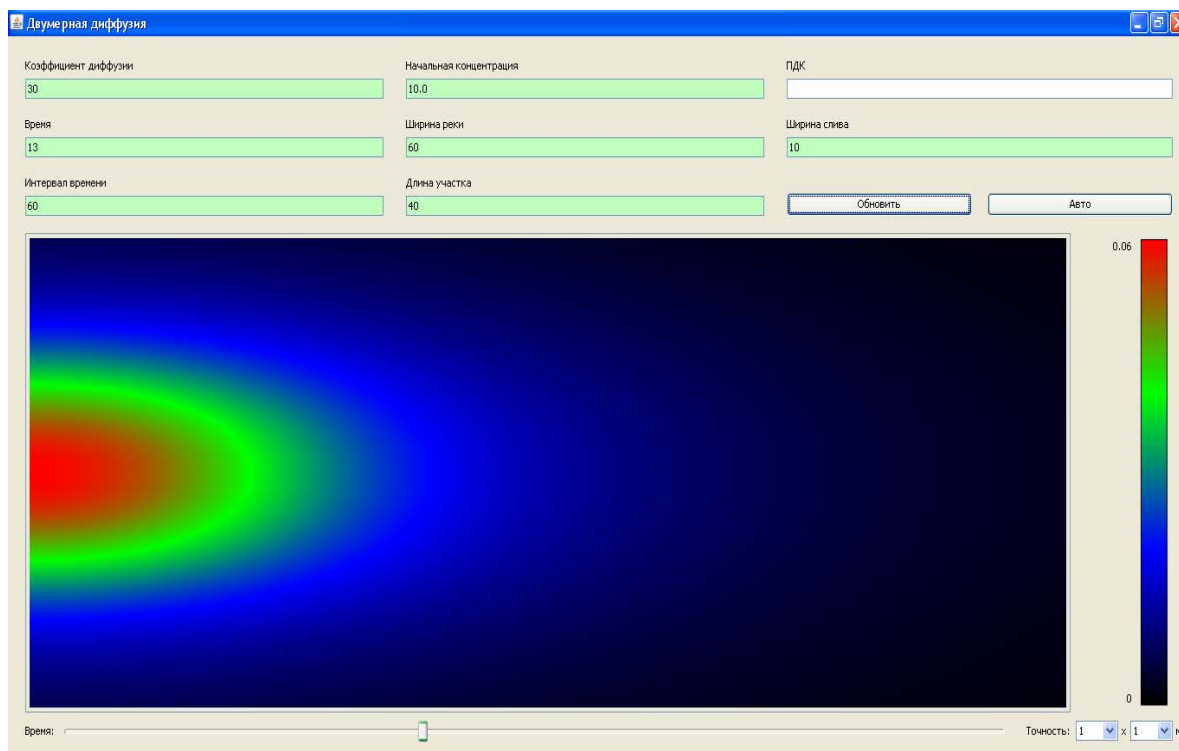 Двумерная диффузия
Коэффициент диффузии
Начальная концентрация
ПДК
30
10.0
Время
Ширина реки
Ширина слива
13
60
10
Интервал времени
Длина участка
60
40
Обновить
Авто
0.06
0
Время:
Точность: 1 x 1